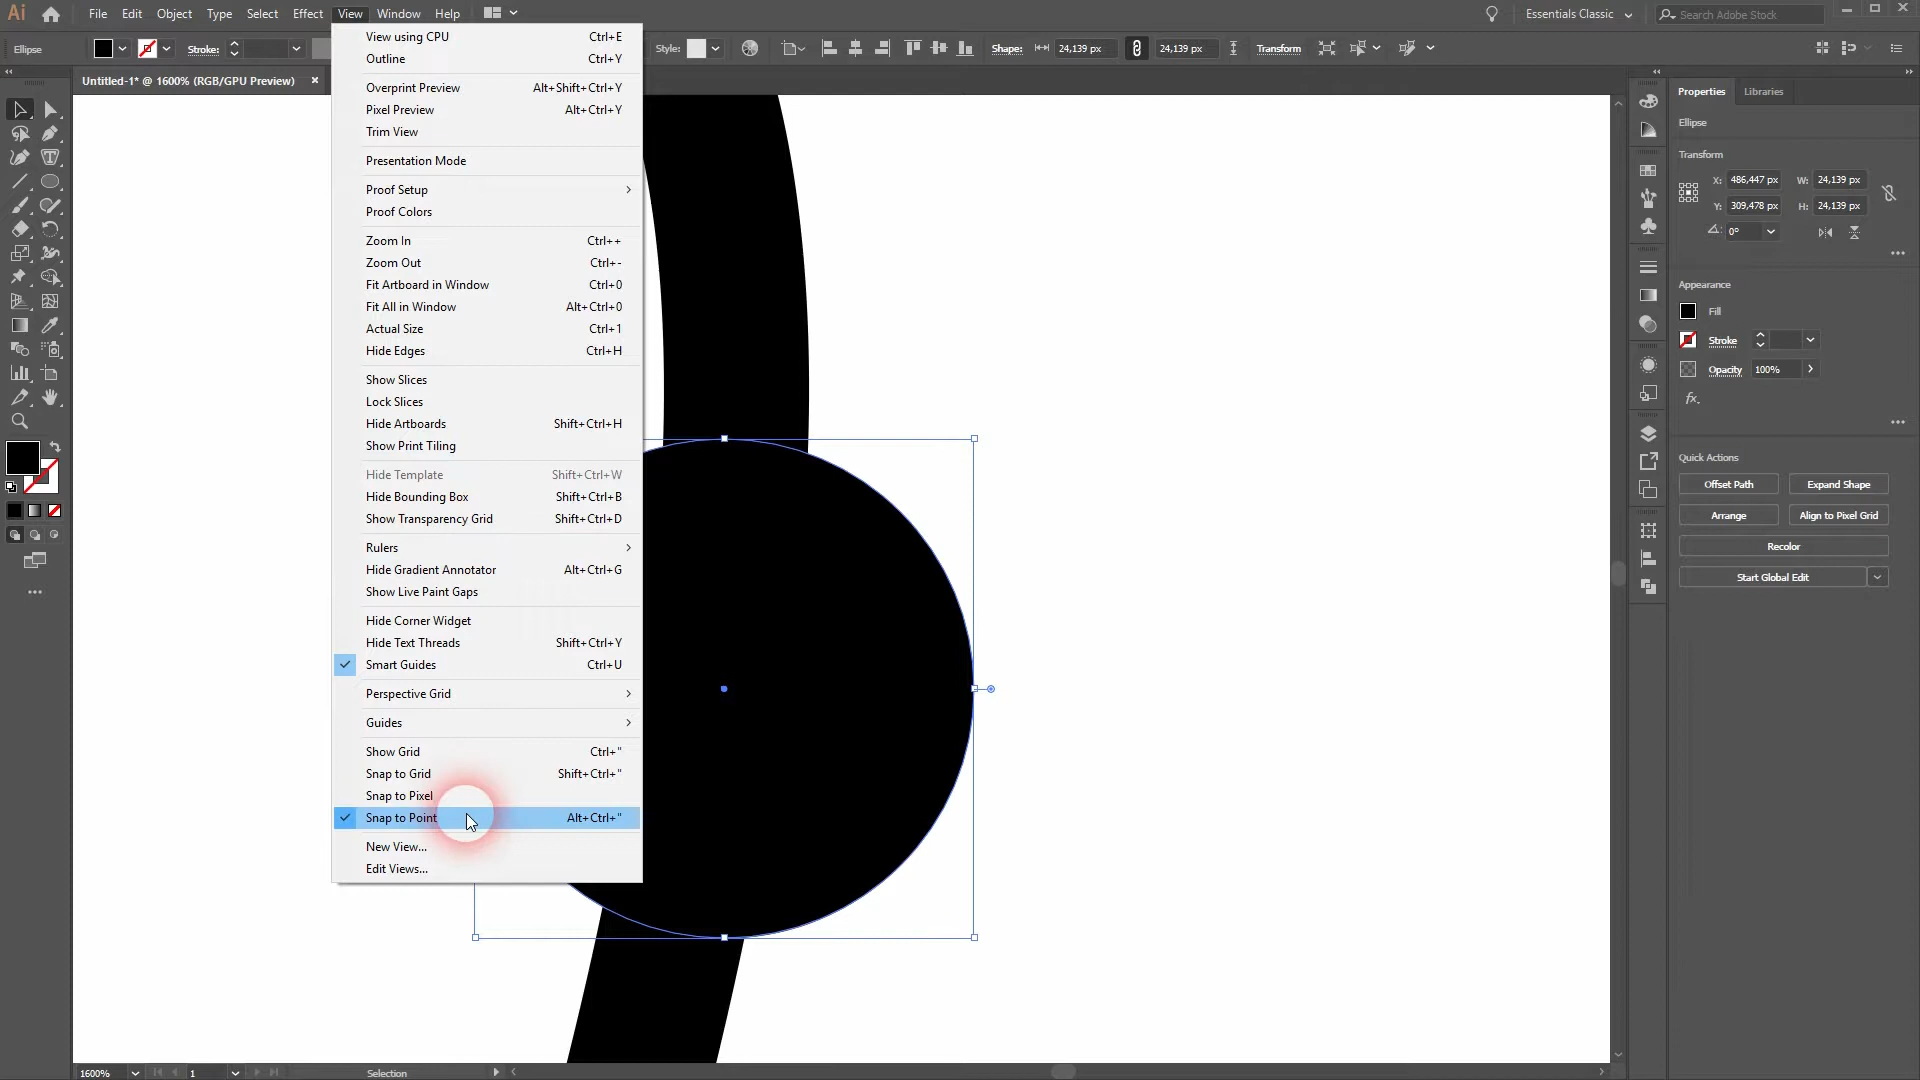 Ai File Edit Object Type Select Effect View Window Help Essentials Classic Search Adobe Stock
Ellipse Stroke: Style: Shape: 24,139 px 24,139 px Transform
Untitled-1* @ 1600% (RGB/GPU Preview)
View using CPU Ctrl+E
Outline Ctrl+Y
Overprint Preview Alt+Shift+Ctrl+Y
Pixel Preview Alt+Ctrl+Y
Trim View
Presentation Mode
Proof Setup
Proof Colors
Zoom In Ctrl++
Zoom Out Ctrl+-
Fit Artboard in Window Ctrl+0
Fit All in Window Alt+Ctrl+0
Actual Size Ctrl+1
Hide Edges Ctrl+H
Show Slices
Lock Slices
Hide Artboards Shift+Ctrl+H
Show Print Tiling
Hide Template Shift+Ctrl+W
Hide Bounding Box Shift+Ctrl+B
Show Transparency Grid Shift+Ctrl+D
Rulers
Hide Gradient Annotator Alt+Ctrl+G
Show Live Paint Gaps
Hide Corner Widget
Hide Text Threads Shift+Ctrl+Y
Smart Guides Ctrl+U
Perspective Grid
Guides
Show Grid Ctrl+"
Snap to Grid Shift+Ctrl+"
Snap to Pixel
Snap to Point Alt+Ctrl+"
New View...
Edit Views...
Properties Libraries
Ellipse
Transform
X: 486,447 px W: 24,139 px
Y: 309,478 px H: 24,139 px
0°
Appearance
Fill
Stroke
Opacity 100%
fx.
Quick Actions
Offset Path Expand Shape
Arrange Align to Pixel Grid
Recolor
Start Global Edit
1600% 1 Selection